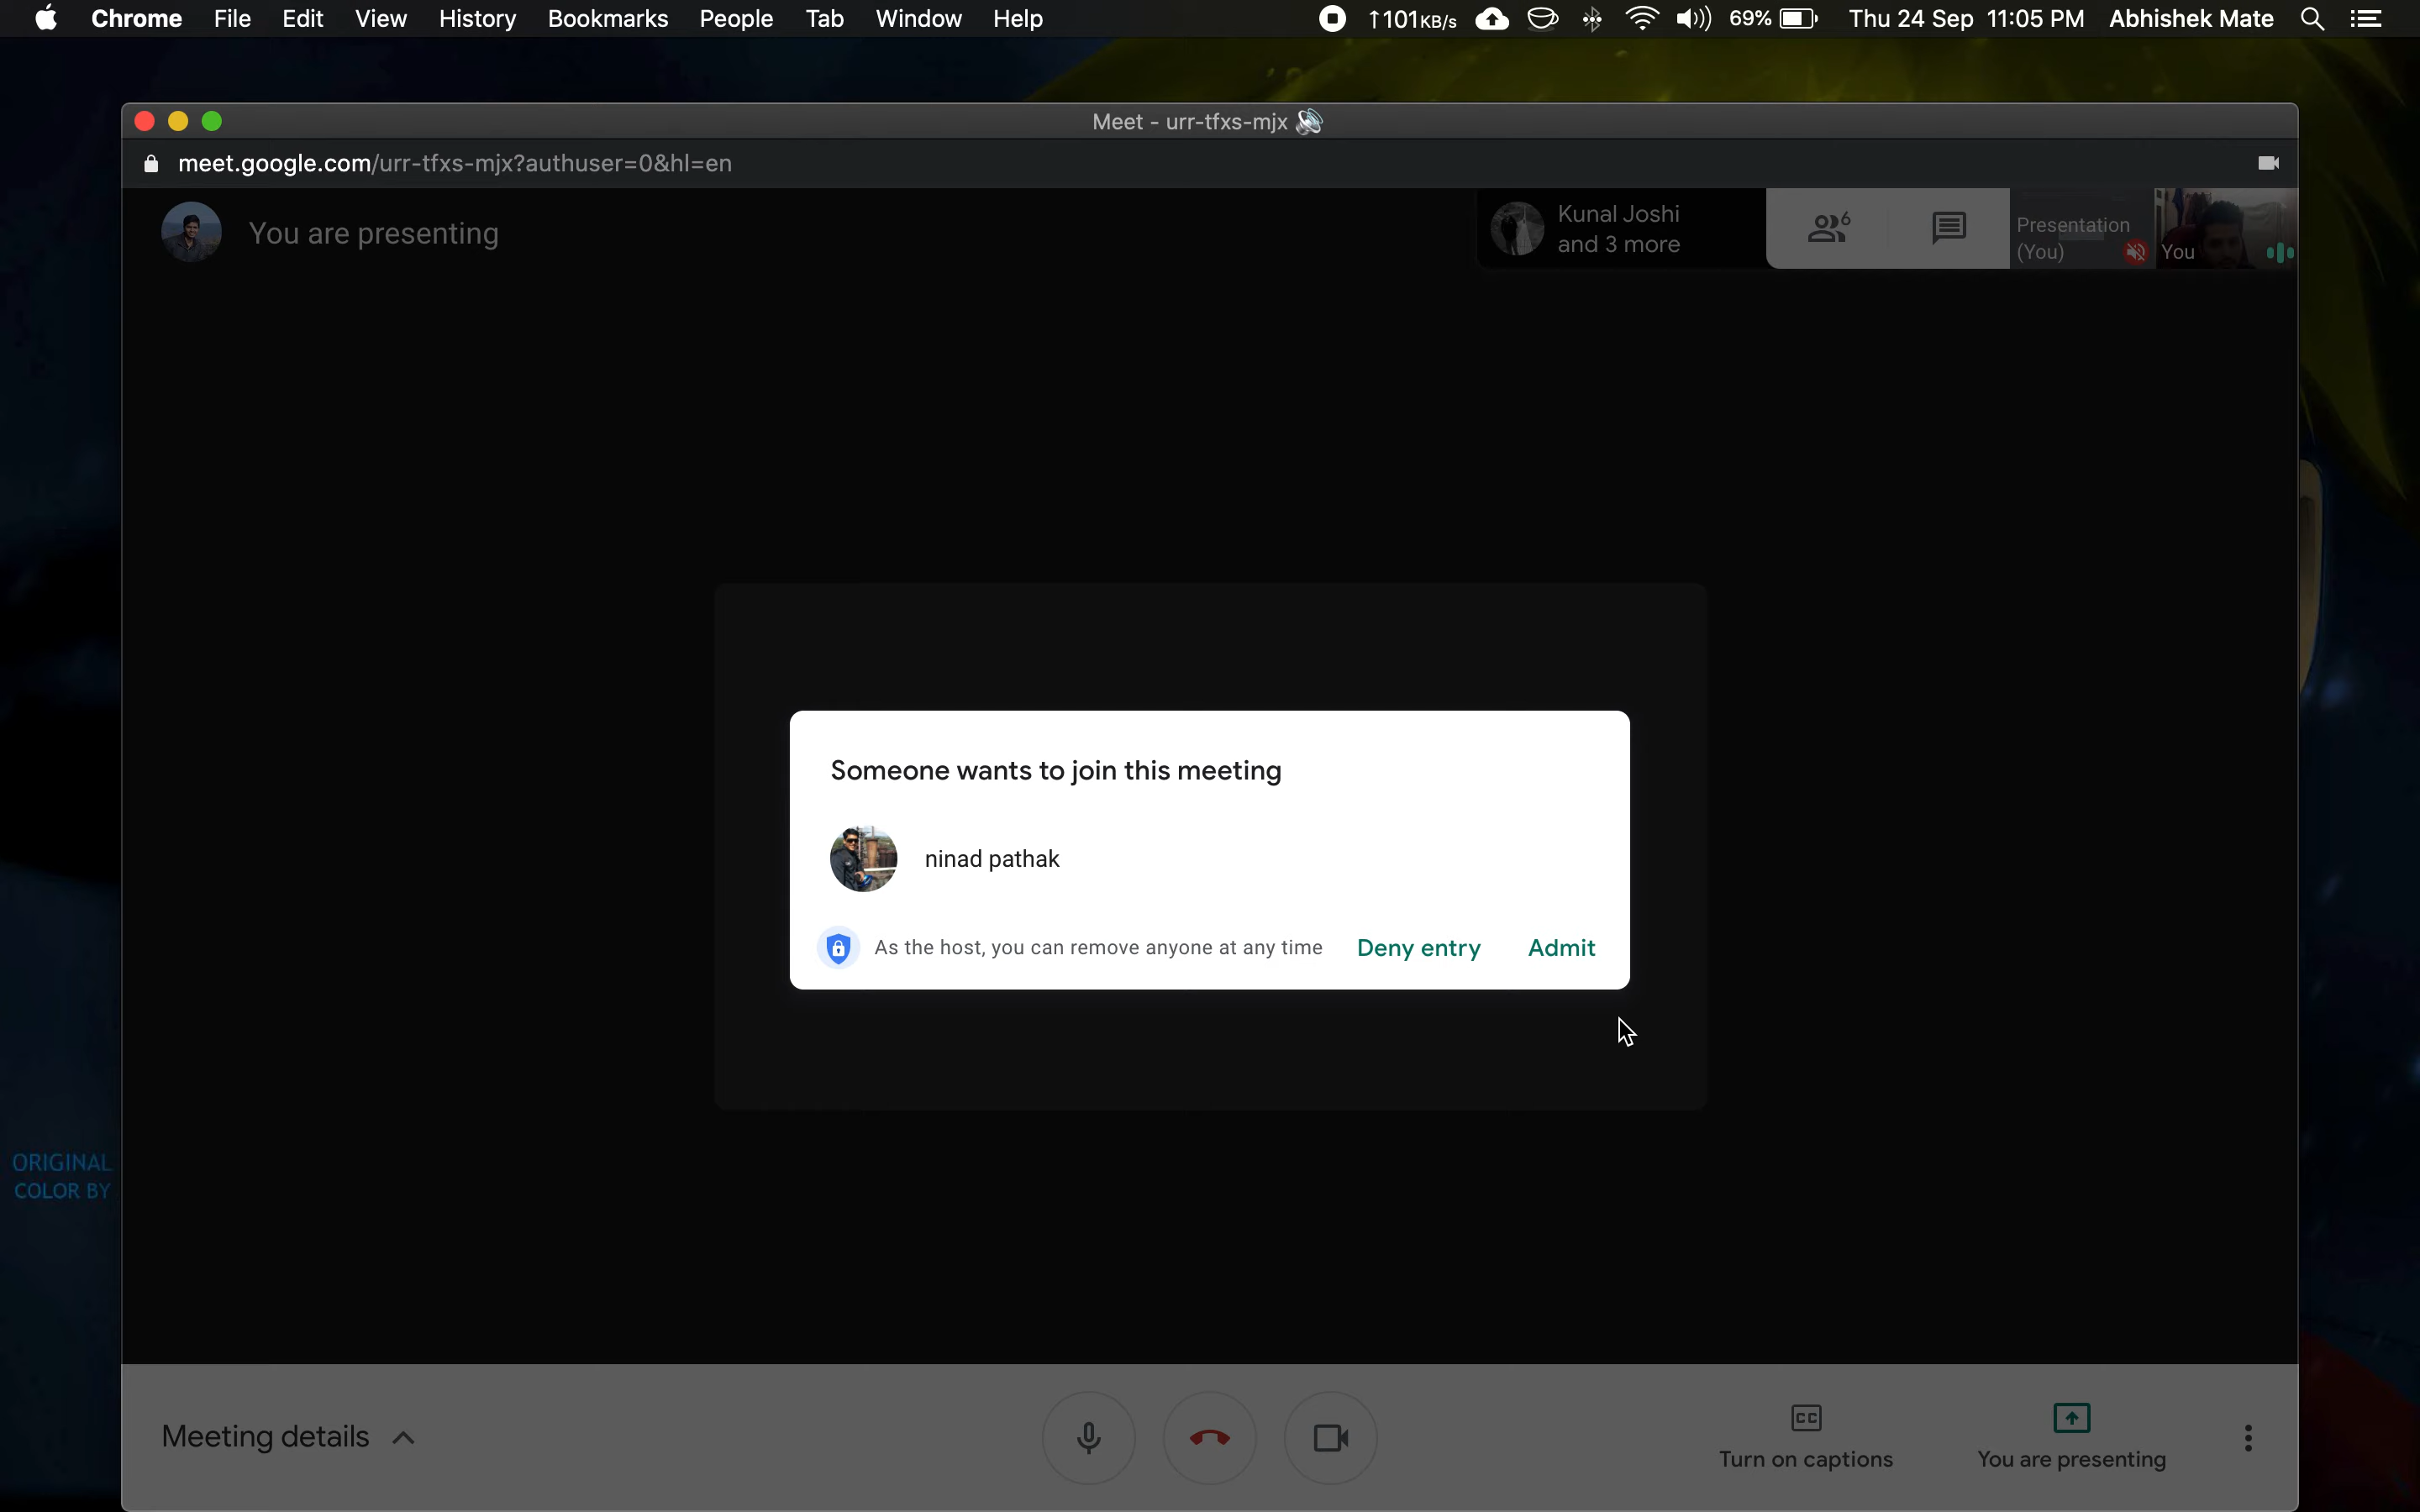 Chrome File Edit View History Bookmarks People Tab Window Help ↑101KB/s 69% Thu 24 Sep 11:05 PM Abhishek Mate
Meet - urr-tfxs-mjx
meet.google.com/urr-tfxs-mjx?authuser=0&hl=en
You are presenting
Kunal Joshi
and 3 more
6
Presentation
(You)
You
Someone wants to join this meeting
ninad pathak
As the host, you can remove anyone at any time Deny entry Admit
ORIGINAL
COLOR BY
Meeting details
CC
Turn on captions
You are presenting